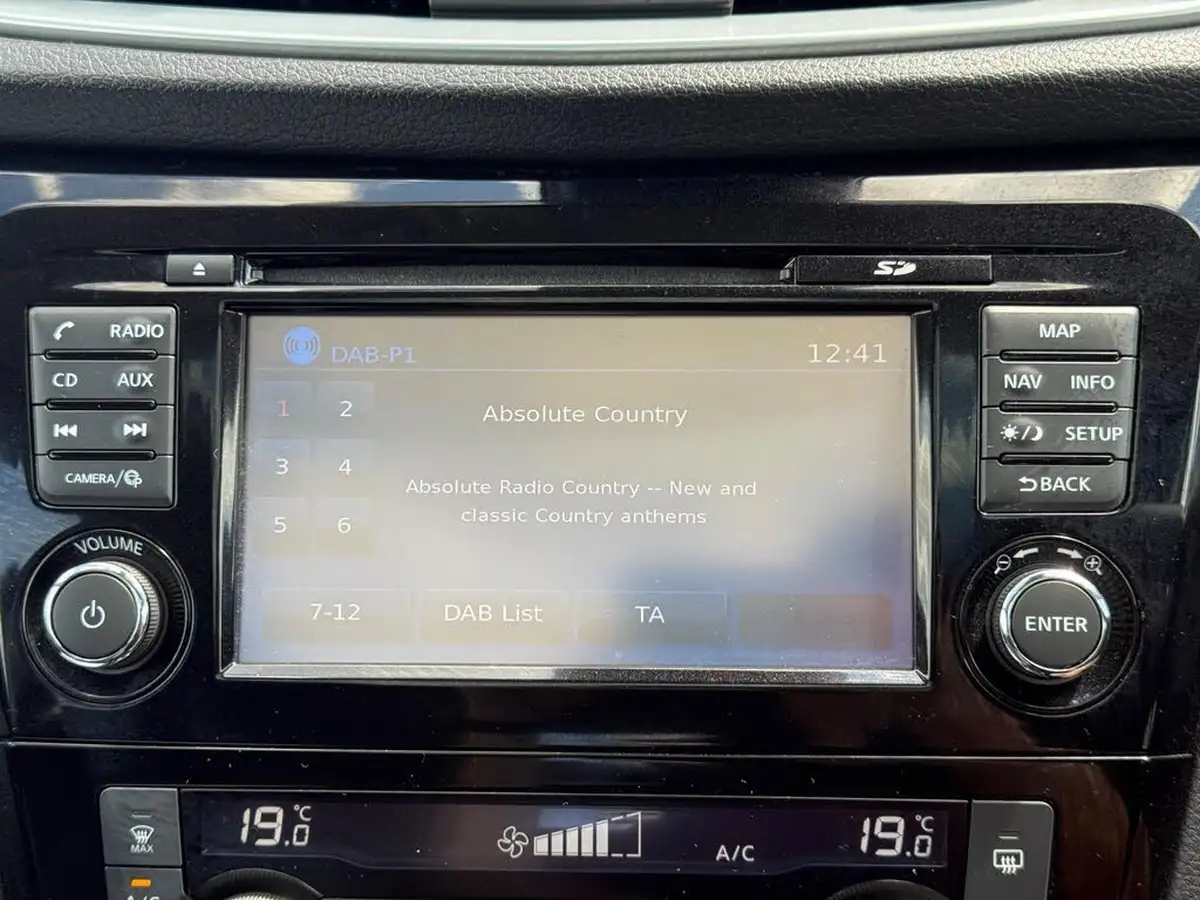 SD
RADIO
CD AUX
CAMERA/
VOLUME
DAB-P1 12:41
1 2
Absolute Country
3 4
Absolute Radio Country -- New and
classic Country anthems
5 6
7-12 DAB List TA
MAP
NAV INFO
SETUP
BACK
ENTER
MAX
19.0°C
A/C
19.0°C
A/C